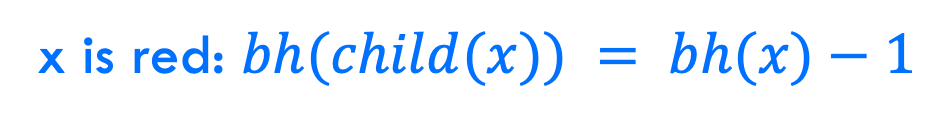 x is red: bh(child(x)) = bh(x) − 1